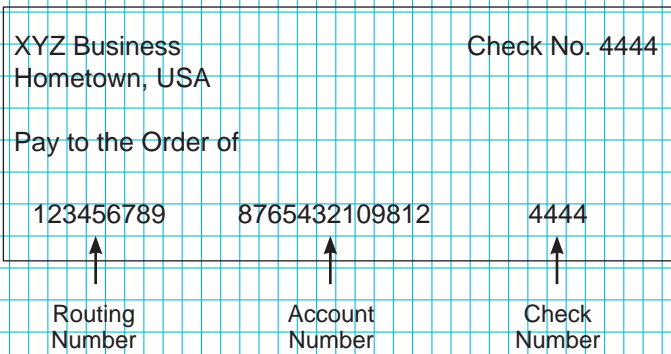 XYZ Business Check No. 4444
Hometown, USA
Pay to the Order of
123456789 8765432109812 4444
Routing Account Check
Number Number Number